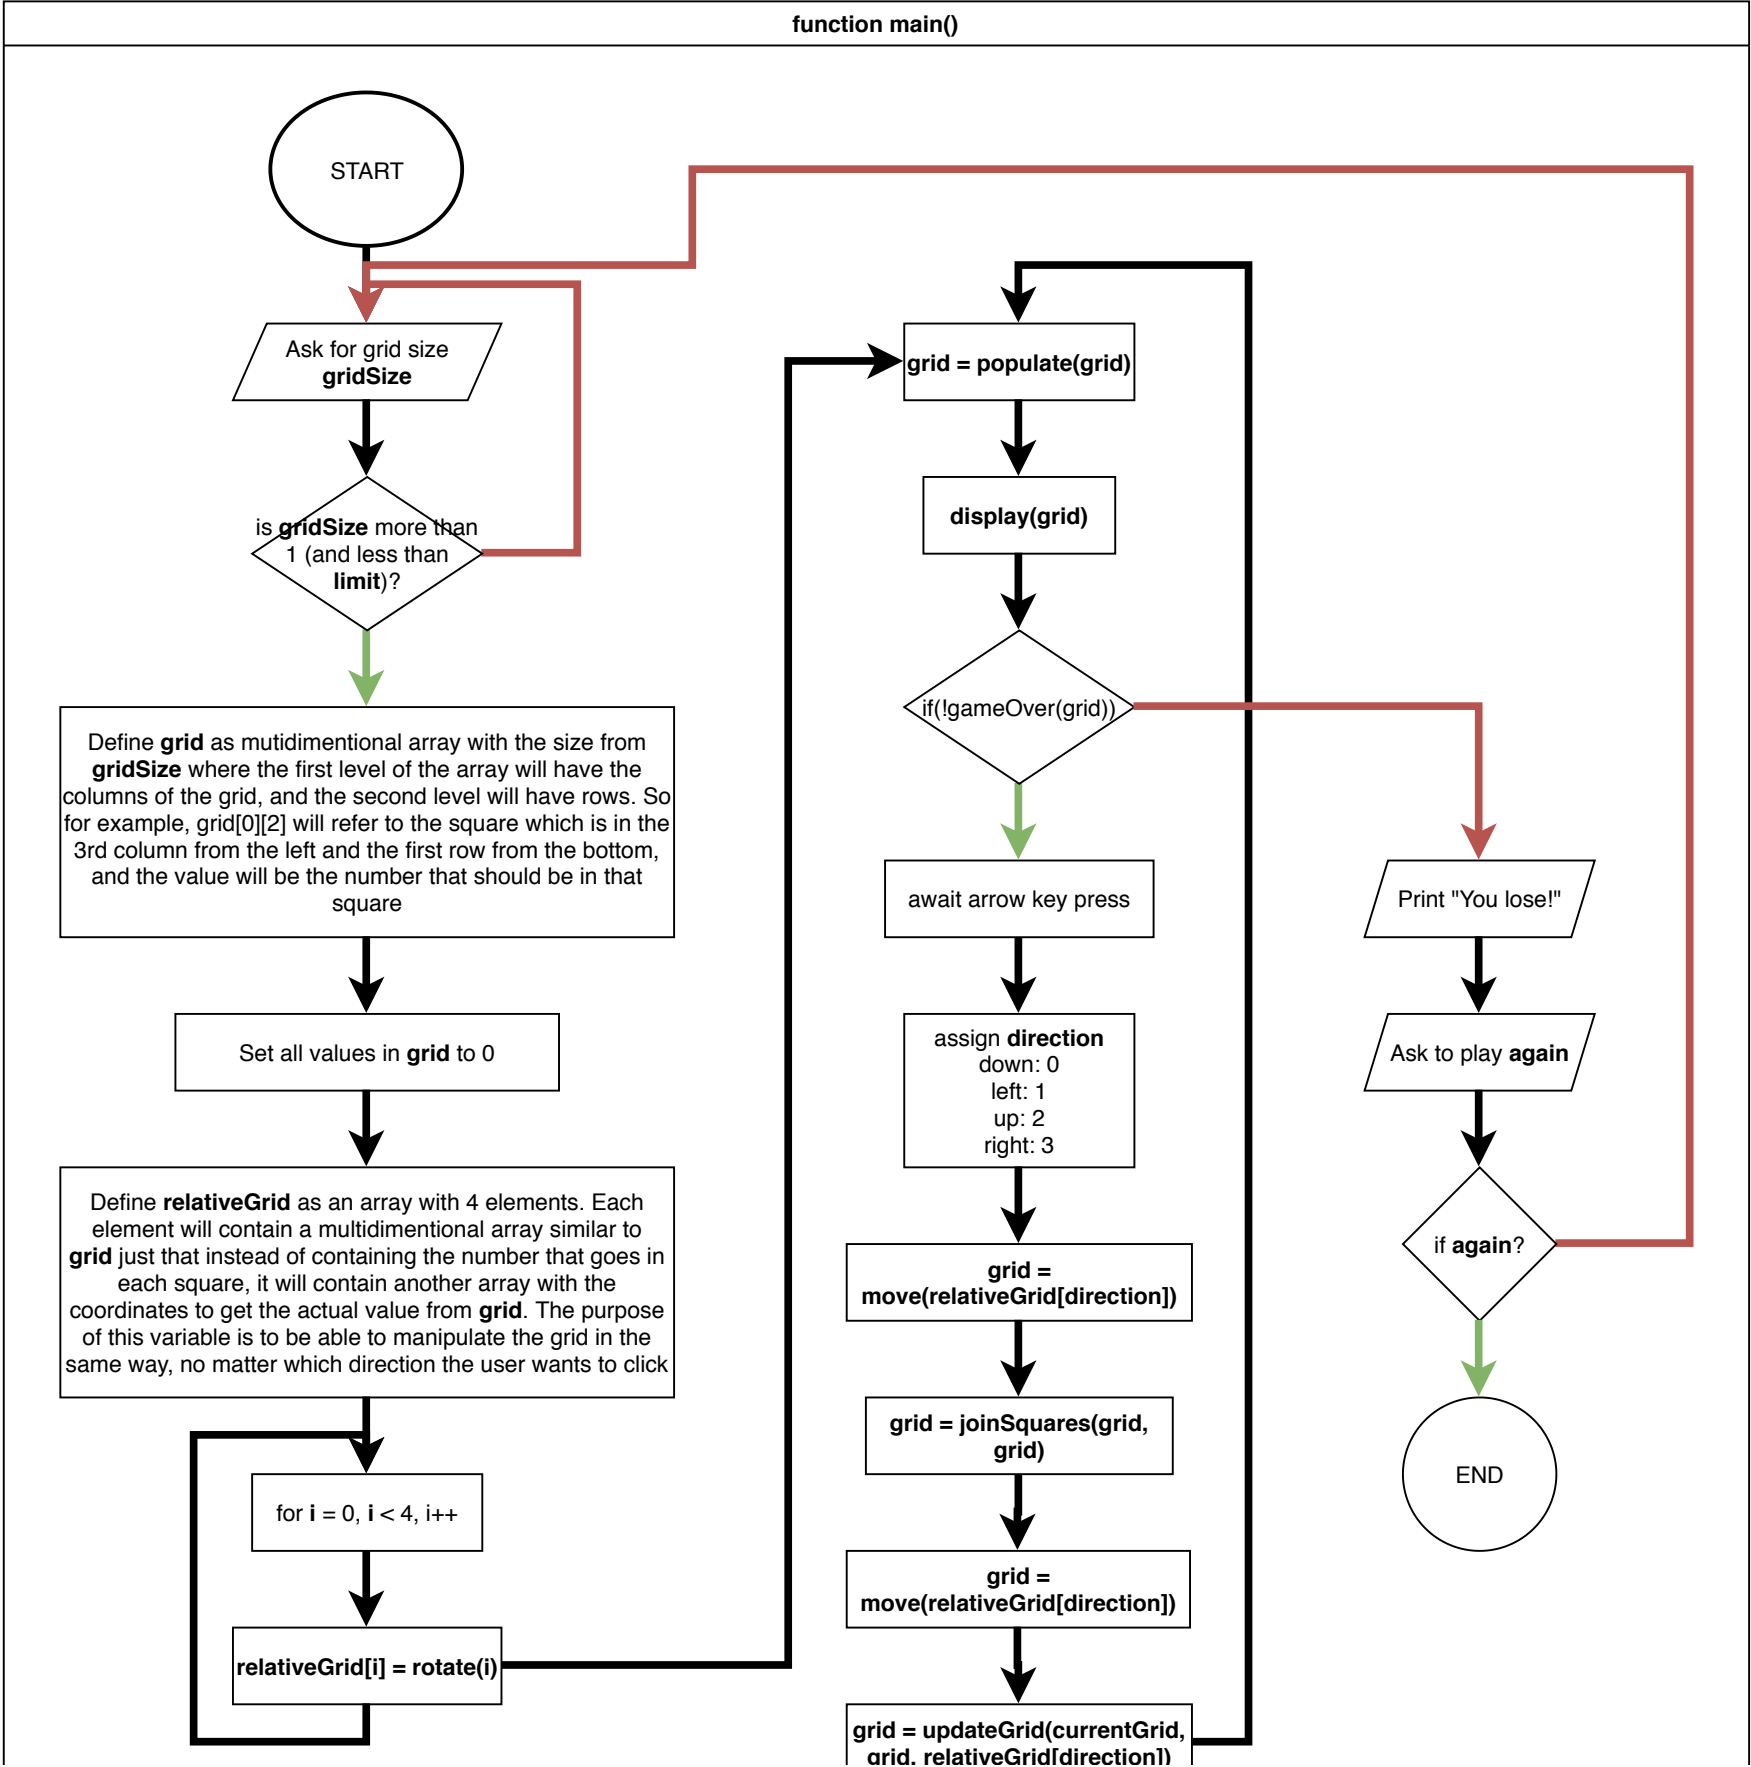 function main()
START
Ask for grid size
gridSize
is gridSize more than
1 (and less than
limit)?
Define grid as mutidimentional array with the size from
gridSize where the first level of the array will have the
columns of the grid, and the second level will have rows. So
for example, grid[0][2] will refer to the square which is in the
3rd column from the left and the first row from the bottom,
and the value will be the number that should be in that
square
Set all values in grid to 0
Define relativeGrid as an array with 4 elements. Each
element will contain a multidimentional array similar to
grid just that instead of containing the number that goes in
each square, it will contain another array with the
coordinates to get the actual value from grid. The purpose
of this variable is to be able to manipulate the grid in the
same way, no matter which direction the user wants to click
for i = 0, i < 4, i++
relativeGrid[i] = rotate(i)
grid = populate(grid)
display(grid)
if(!gameOver(grid))
await arrow key press
assign direction
down: 0
left: 1
up: 2
right: 3
grid =
move(relativeGrid[direction])
grid = joinSquares(grid,
grid)
grid =
move(relativeGrid[direction])
grid = updateGrid(currentGrid,
grid, relativeGrid[direction])
Print "You lose!"
Ask to play again
if again?
END